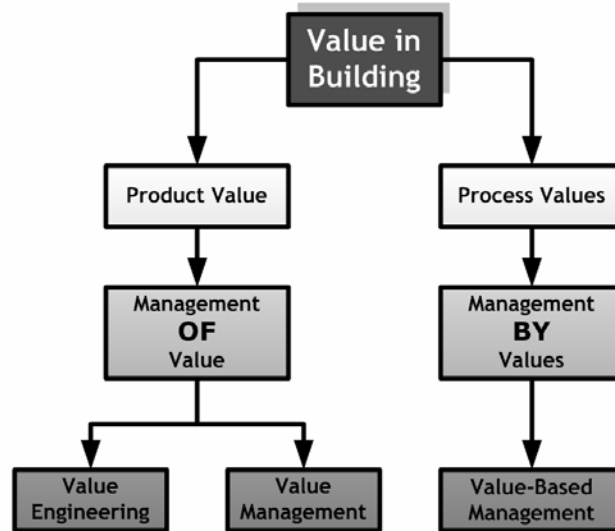 Value in
Building
Product Value
Process Values
Management
OF
Value
Management
BY
Values
Value
Engineering
Value
Management
Value-Based
Management